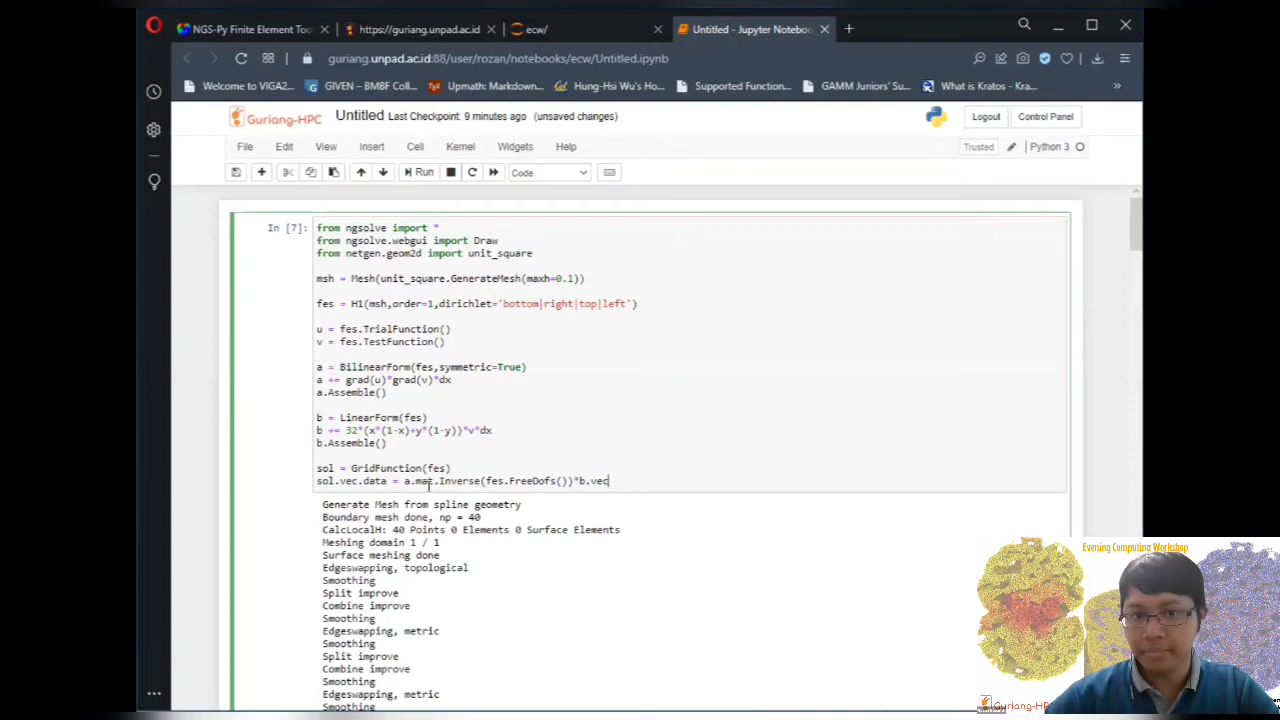 NGS-Py Finite Element Too
https://guriang.unpad.ac.id
ecw/
Untitled - Jupyter Noteboo
guriang.unpad.ac.id:88/user/rozan/notebooks/ecw/Untitled.ipynb
Welcome to VIGA2...
GIVEN – BMBF Coll...
Upmath: Markdown...
Hung-Hsi Wu's Ho...
Supported Function...
GAMM Juniors' Su...
What is Kratos - Kra...
Guriang-HPC
Untitled Last Checkpoint: 9 minutes ago (unsaved changes)
Logout
Control Panel
File Edit View Insert Cell Kernel Widgets Help
Trusted
Python 3
Run
Code
In [7]:
from ngsolve import *
from ngsolve.webgui import Draw
from netgen.geom2d import unit_square
msh = Mesh(unit_square.GenerateMesh(maxh=0.1))
fes = H1(msh,order=1,dirichlet='bottom|right|top|left')
u = fes.TrialFunction()
v = fes.TestFunction()
a = BilinearForm(fes,symmetric=True)
a += grad(u)*grad(v)*dx
a.Assemble()
b = LinearForm(fes)
b += 32*(x*(1-x)+y*(1-y))*v*dx
b.Assemble()
sol = GridFunction(fes)
sol.vec.data = a.mat.Inverse(fes.FreeDofs())*b.vec
Generate Mesh from spline geometry
Boundary mesh done, np = 40
CalcLocalH: 40 Points 0 Elements 0 Surface Elements
Meshing domain 1 / 1
Surface meshing done
Edgeswapping, topological
Smoothing
Split improve
Combine improve
Smoothing
Edgeswapping, metric
Smoothing
Split improve
Combine improve
Smoothing
Edgeswapping, metric
Smoothing
Evening Computing Workshop
Guriang-HPC